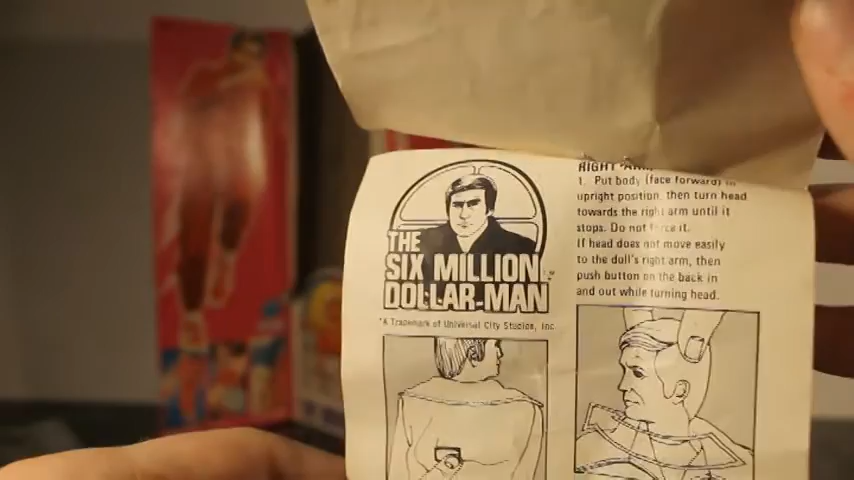 THE
SIX MILLION
DOLLAR-MAN
*A Trademark of Universal City Studios, Inc.
RIGHT
1. Put body (face forward) in
upright position, then turn head
towards the right arm until it
stops. Do not force it.
If head does not move easily
to the doll's right arm, then
push button on the back in
and out while turning head.